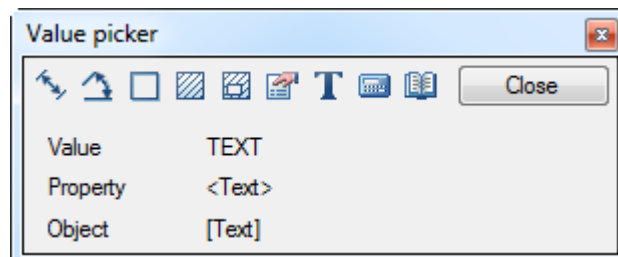 Value picker
T Close
Value TEXT
Property <Text>
Object [Text]